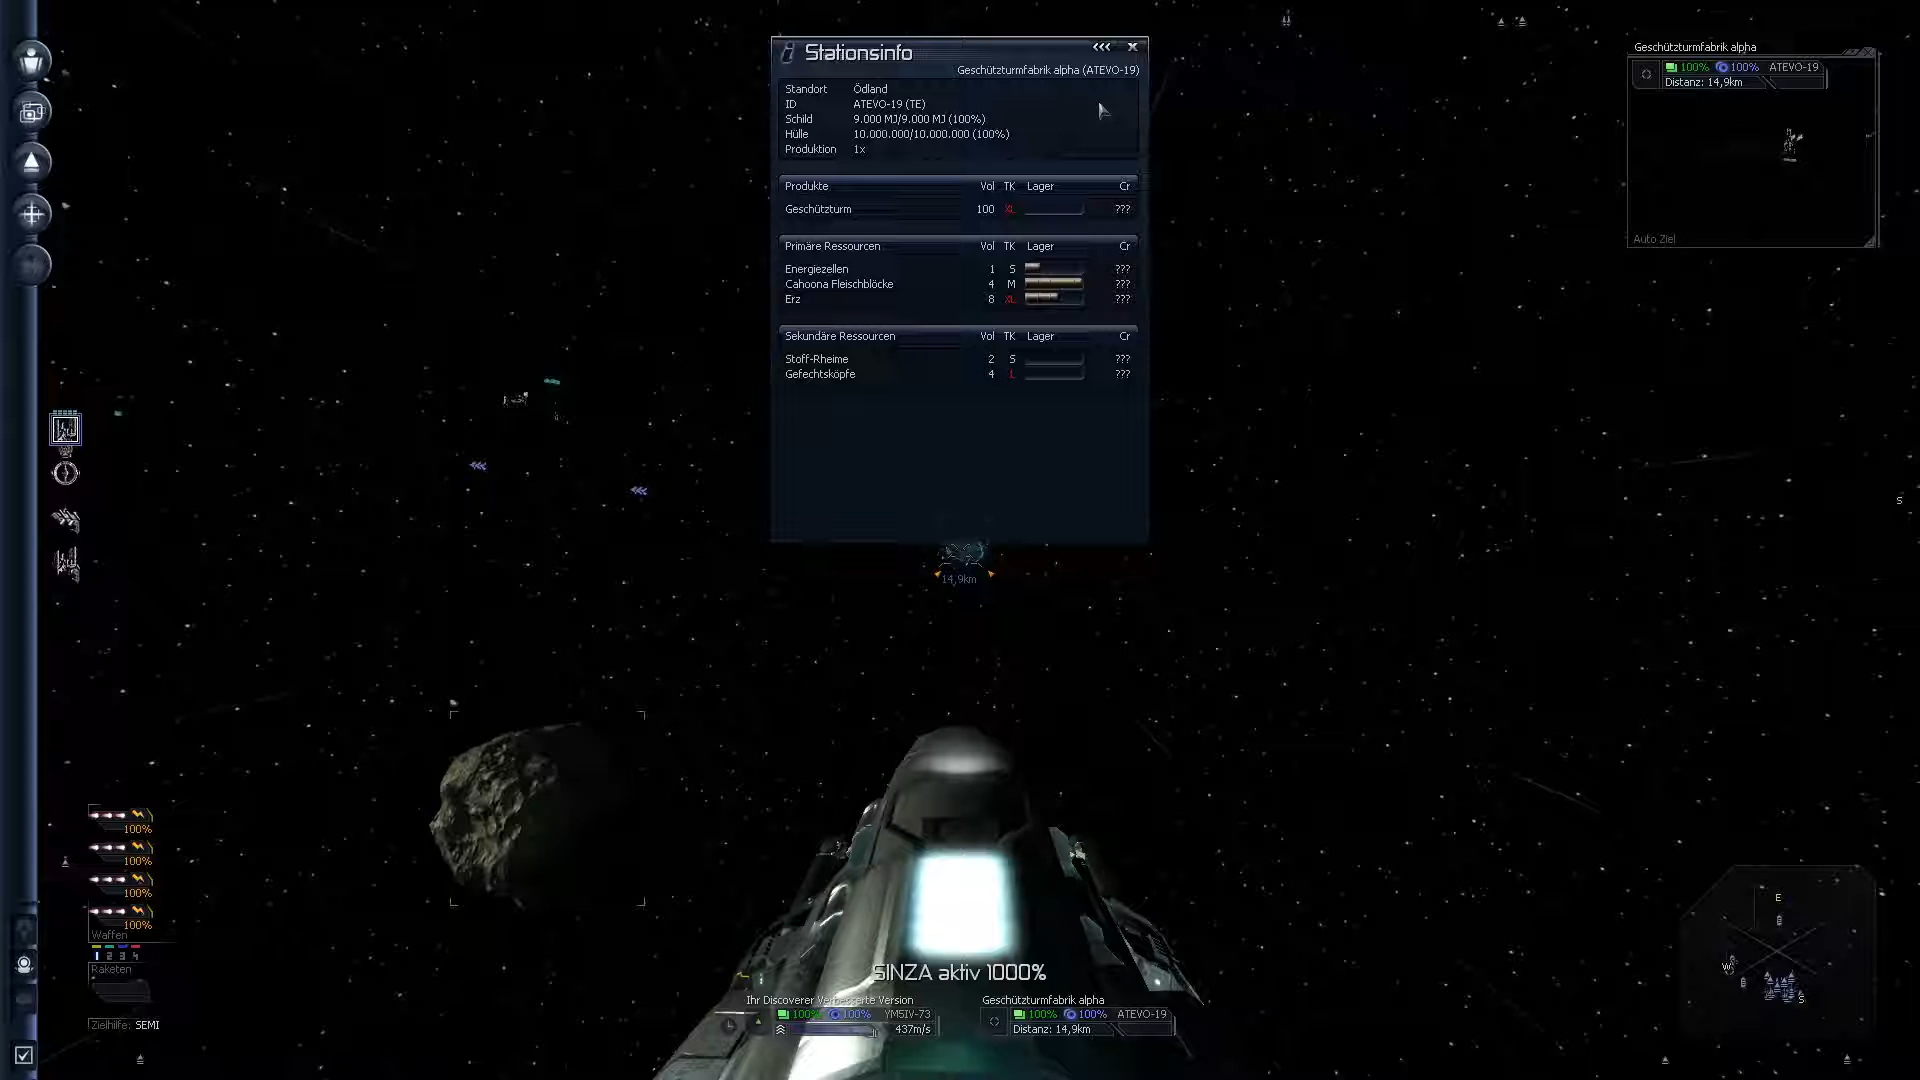 Stationsinfo
Geschützturmfabrik alpha (ATEVO-19)
Standort Ödland
ID ATEVO-19 (TE)
Schild 9.000 MJ/9.000 MJ (100%)
Hülle 10.000.000/10.000.000 (100%)
Produktion 1x
Produkte Vol TK Lager Cr
Geschützturm 100 XL ???
Primäre Ressourcen Vol TK Lager Cr
Energiezellen 1 S ???
Cahoona Fleischblöcke 4 M ???
Erz 8 XL ???
Sekundäre Ressourcen Vol TK Lager Cr
Stoff-Rheime 2 S ???
Gefechtsköpfe 4 L ???
Geschützturmfabrik alpha
100% 100% ATEVO-19
Distanz: 14,9km
Auto Ziel
S
14,9km
100%
100%
100%
100%
Waffen
1 2 3 4
Raketen
Zielhilfe: SEMI
SINZA aktiv 1000%
Ihr Discoverer Verbesserte Version
100% 100% YM5IV-73
437m/s
Geschützturmfabrik alpha
100% 100% ATEVO-19
Distanz: 14,9km
E
W
S